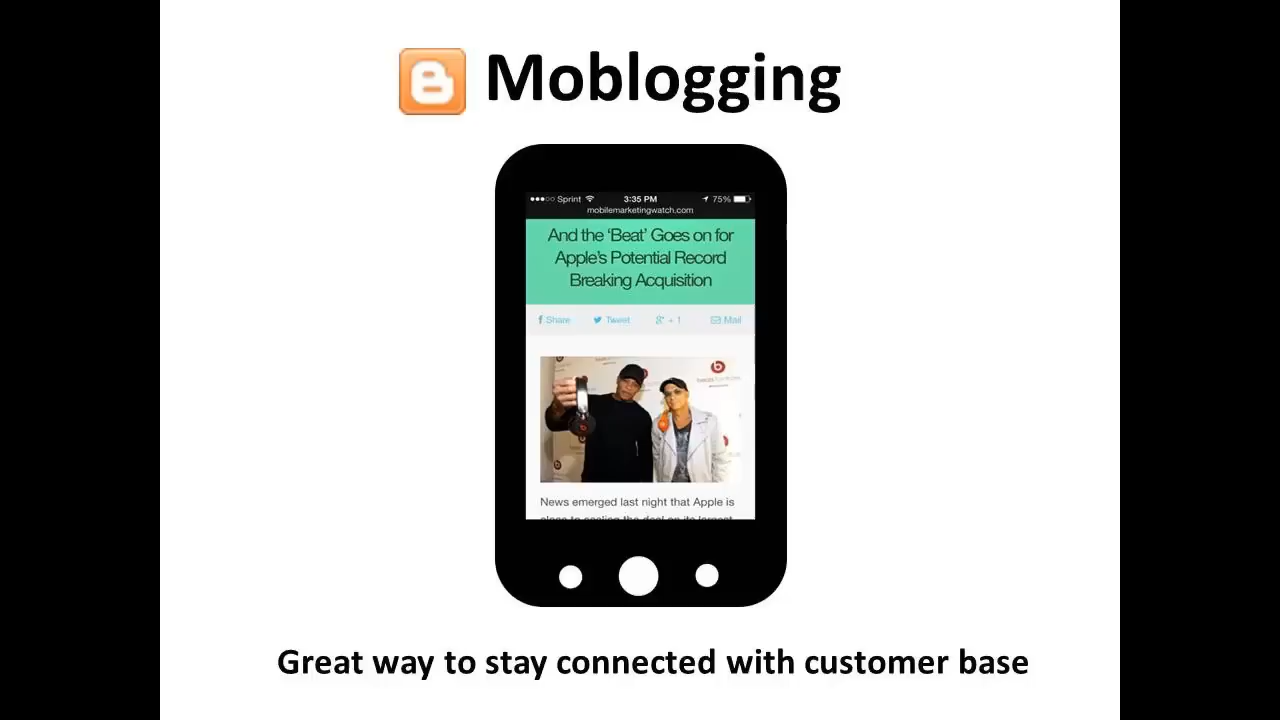 Moblogging
Sprint 3:35 PM 75%
mobilemarketingwatch.com
And the ‘Beat’ Goes on for
Apple’s Potential Record
Breaking Acquisition
Share Tweet + 1 Mail
News emerged last night that Apple is
Great way to stay connected with customer base